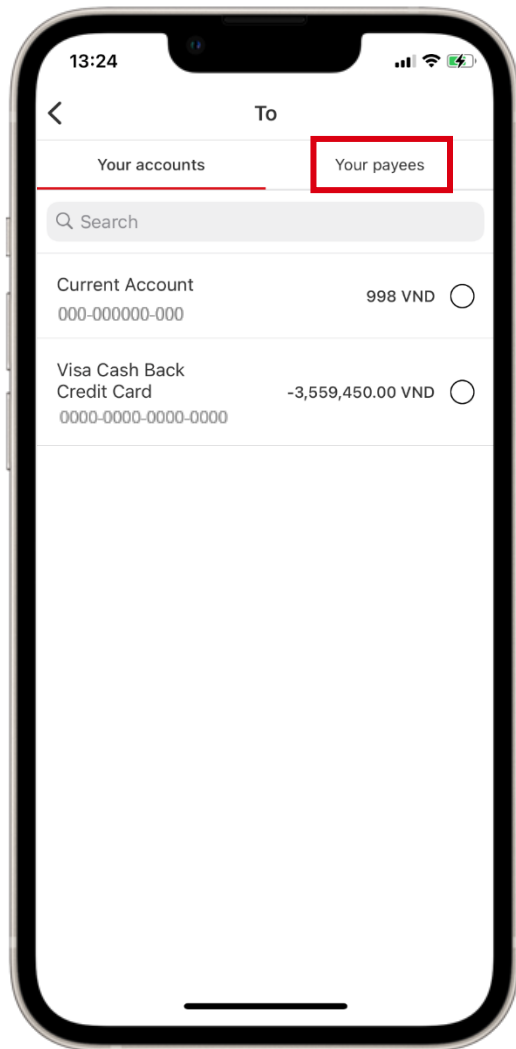 13:24
To
Your accounts
Your payees
Search
Current Account
998 VND
000-000000-000
Visa Cash Back
Credit Card
-3,559,450.00 VND
0000-0000-0000-0000